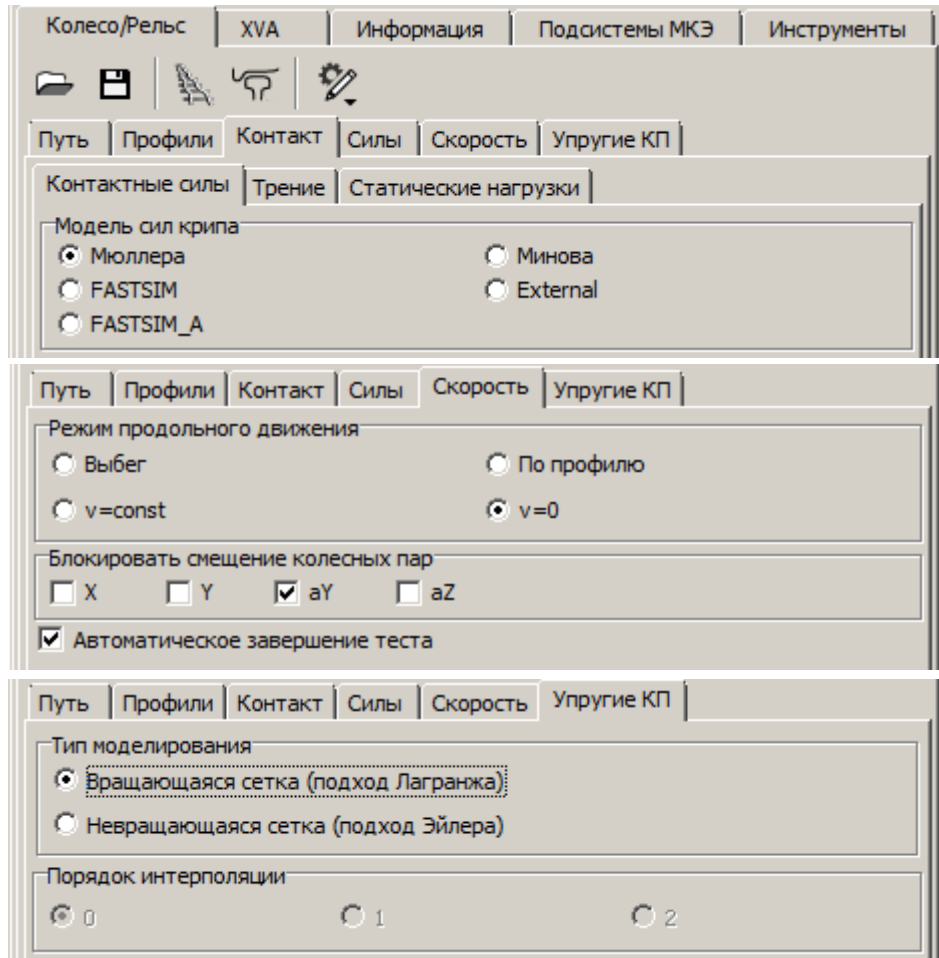 Колесо/Рельс XVA Информация Подсистемы МКЭ Инструменты
Путь Профили Контакт Силы Скорость Упругие КП
Контактные силы Трение Статические нагрузки
Модель сил крипа
Мюллера Минова
FASTSIM External
FASTSIM_A
Путь Профили Контакт Силы Скорость Упругие КП
Режим продольного движения
Выбег По профилю
v=const v=0
Блокировать смещение колесных пар
X Y aY aZ
Автоматическое завершение теста
Путь Профили Контакт Силы Скорость Упругие КП
Тип моделирования
Вращающаяся сетка (подход Лагранжа)
Невращающаяся сетка (подход Эйлера)
Порядок интерполяции
0 1 2